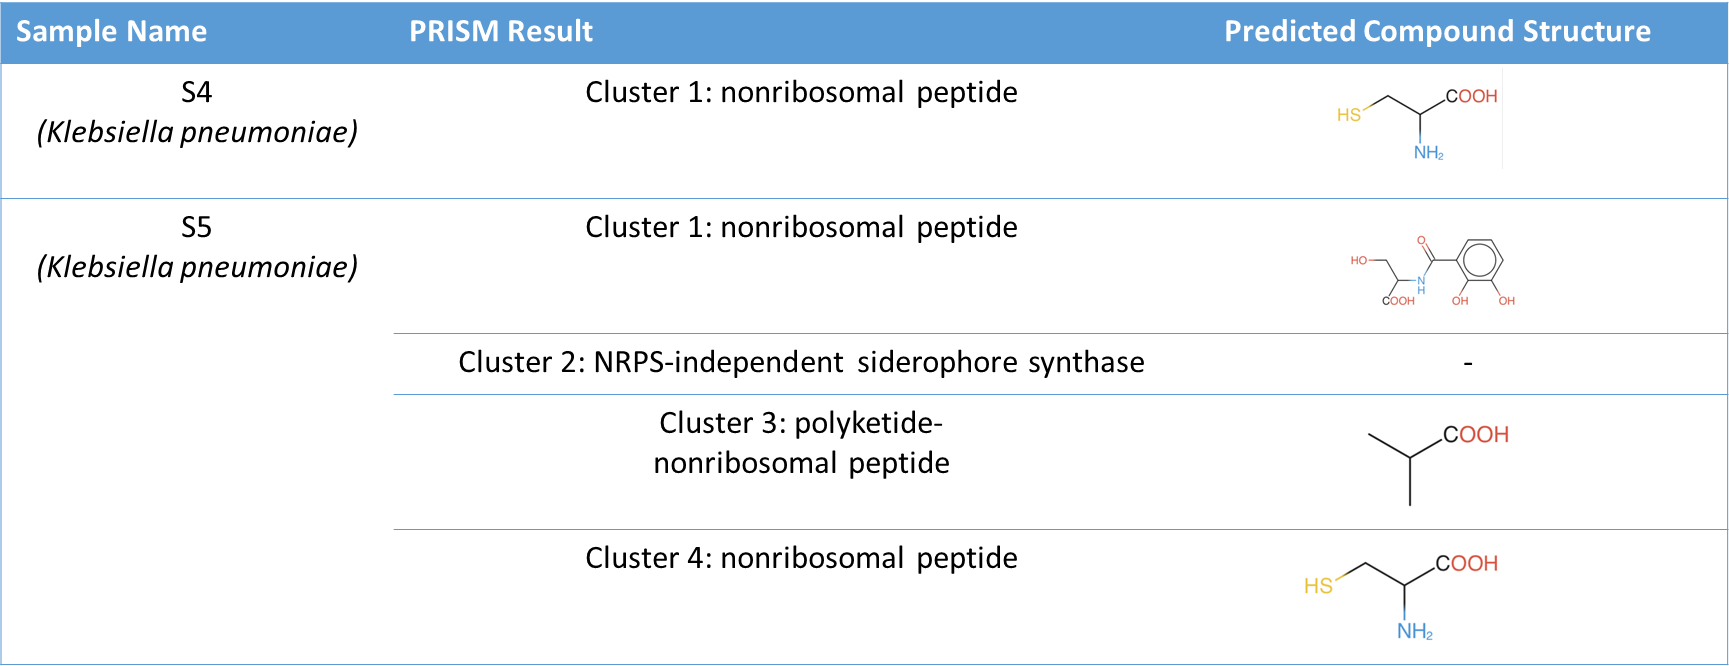 Sample Name PRISM Result Predicted Compound Structure
S4 Cluster 1: nonribosomal peptide
(Klebsiella pneumoniae)
HS COOH
NH₂
S5 Cluster 1: nonribosomal peptide
(Klebsiella pneumoniae)
O
HO
N
H
COOH OH OH
Cluster 2: NRPS-independent siderophore synthase -
Cluster 3: polyketide-
nonribosomal peptide
COOH
Cluster 4: nonribosomal peptide
HS COOH
NH₂